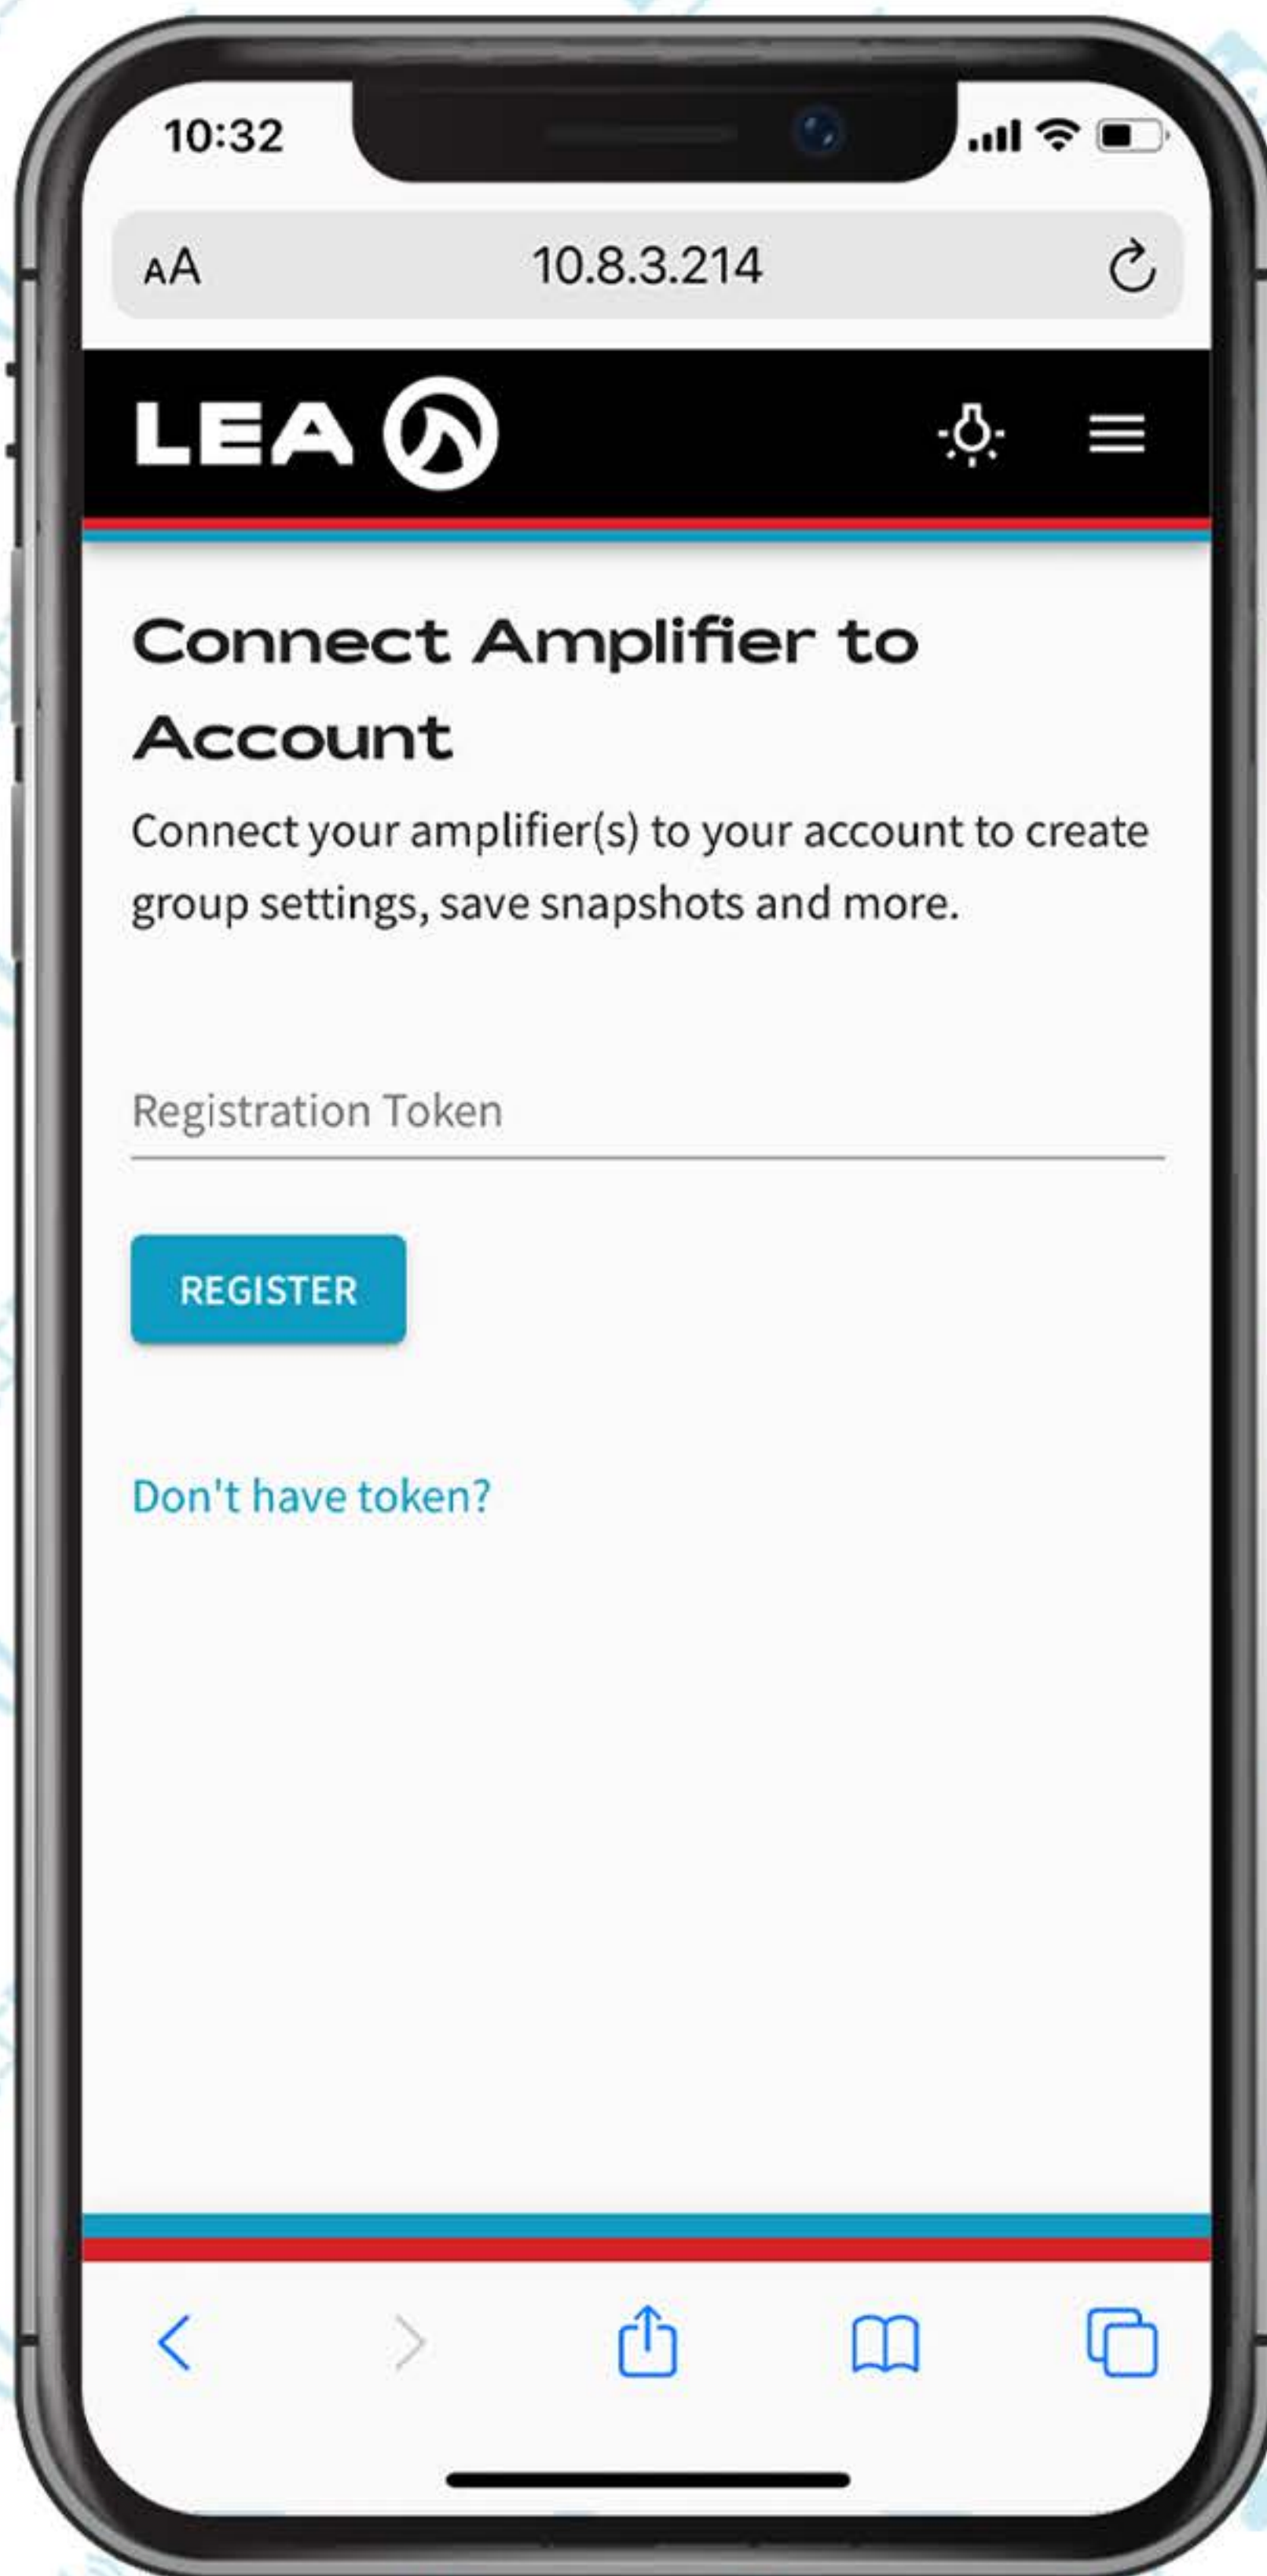 10:32
AA
10.8.3.214
LEA
Connect Amplifier to
Account
Connect your amplifier(s) to your account to create
group settings, save snapshots and more.
Registration Token
REGISTER
Don't have token?